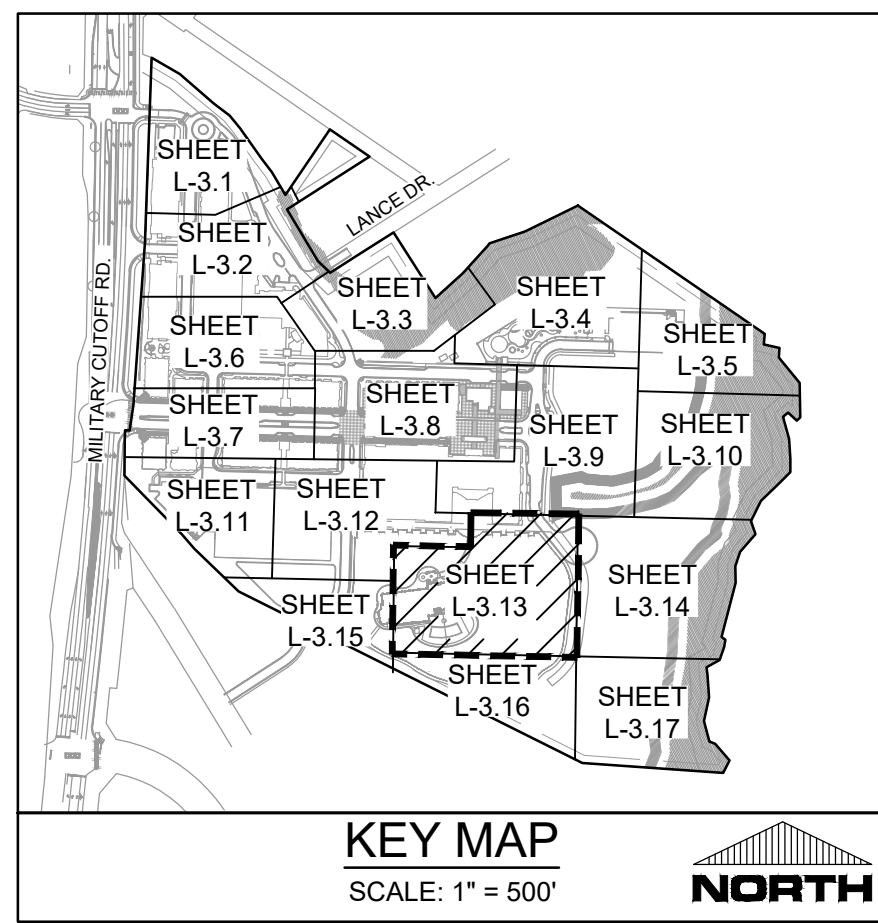 SHEET
L-3.1
LANCE DR.
SHEET
L-3.2
MILITARY CUTOFF RD.
SHEET
L-3.3
SHEET
L-3.4
SHEET
L-3.5
SHEET
L-3.6
SHEET
L-3.7
SHEET
L-3.8
SHEET
L-3.9
SHEET
L-3.10
SHEET
L-3.11
SHEET
L-3.12
SHEET
L-3.13
SHEET
L-3.14
SHEET
L-3.15
SHEET
L-3.16
SHEET
L-3.17
KEY MAP
SCALE: 1" = 500'
NORTH